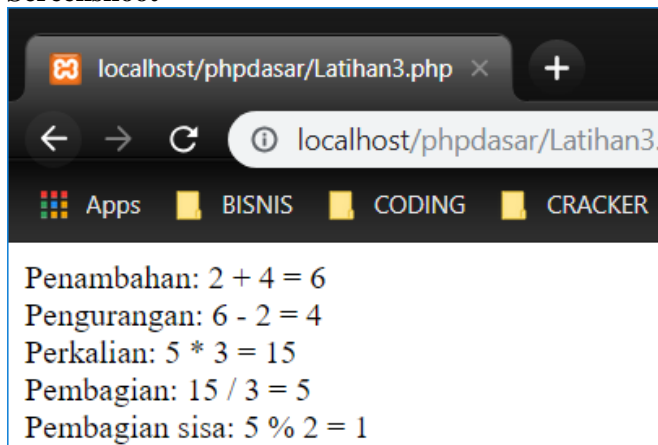 localhost/phpdasar/Latihan3.php
localhost/phpdasar/Latihan3.
Apps BISNIS CODING CRACKER
Penambahan: 2 + 4 = 6
Pengurangan: 6 - 2 = 4
Perkalian: 5 * 3 = 15
Pembagian: 15 / 3 = 5
Pembagian sisa: 5 % 2 = 1